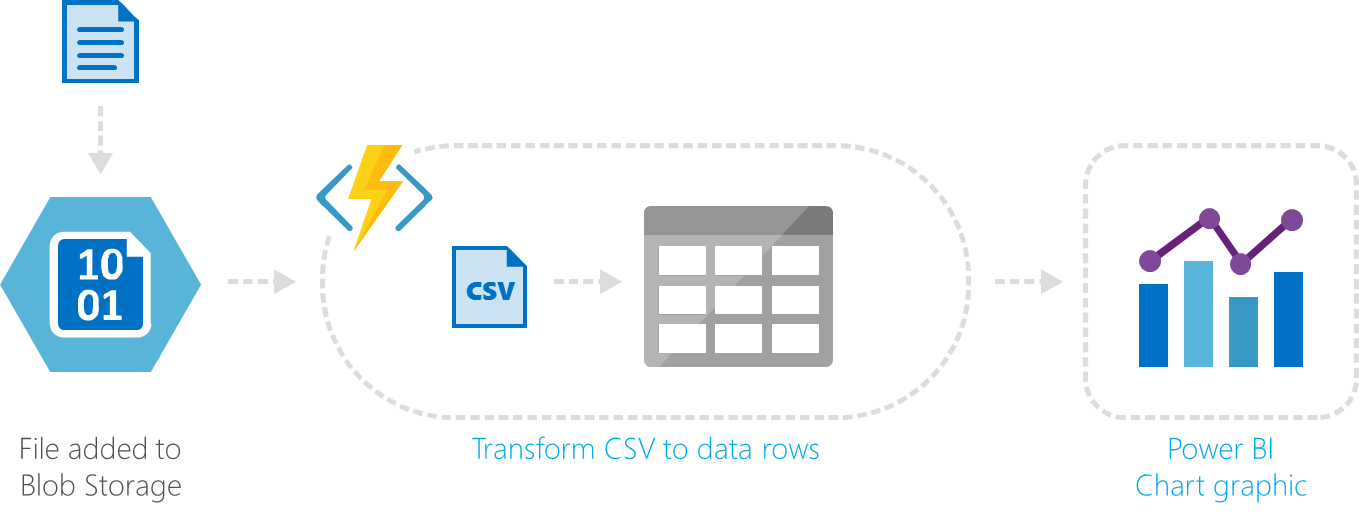 10
01
CSV
File added to
Blob Storage
Transform CSV to data rows
Power BI
Chart graphic